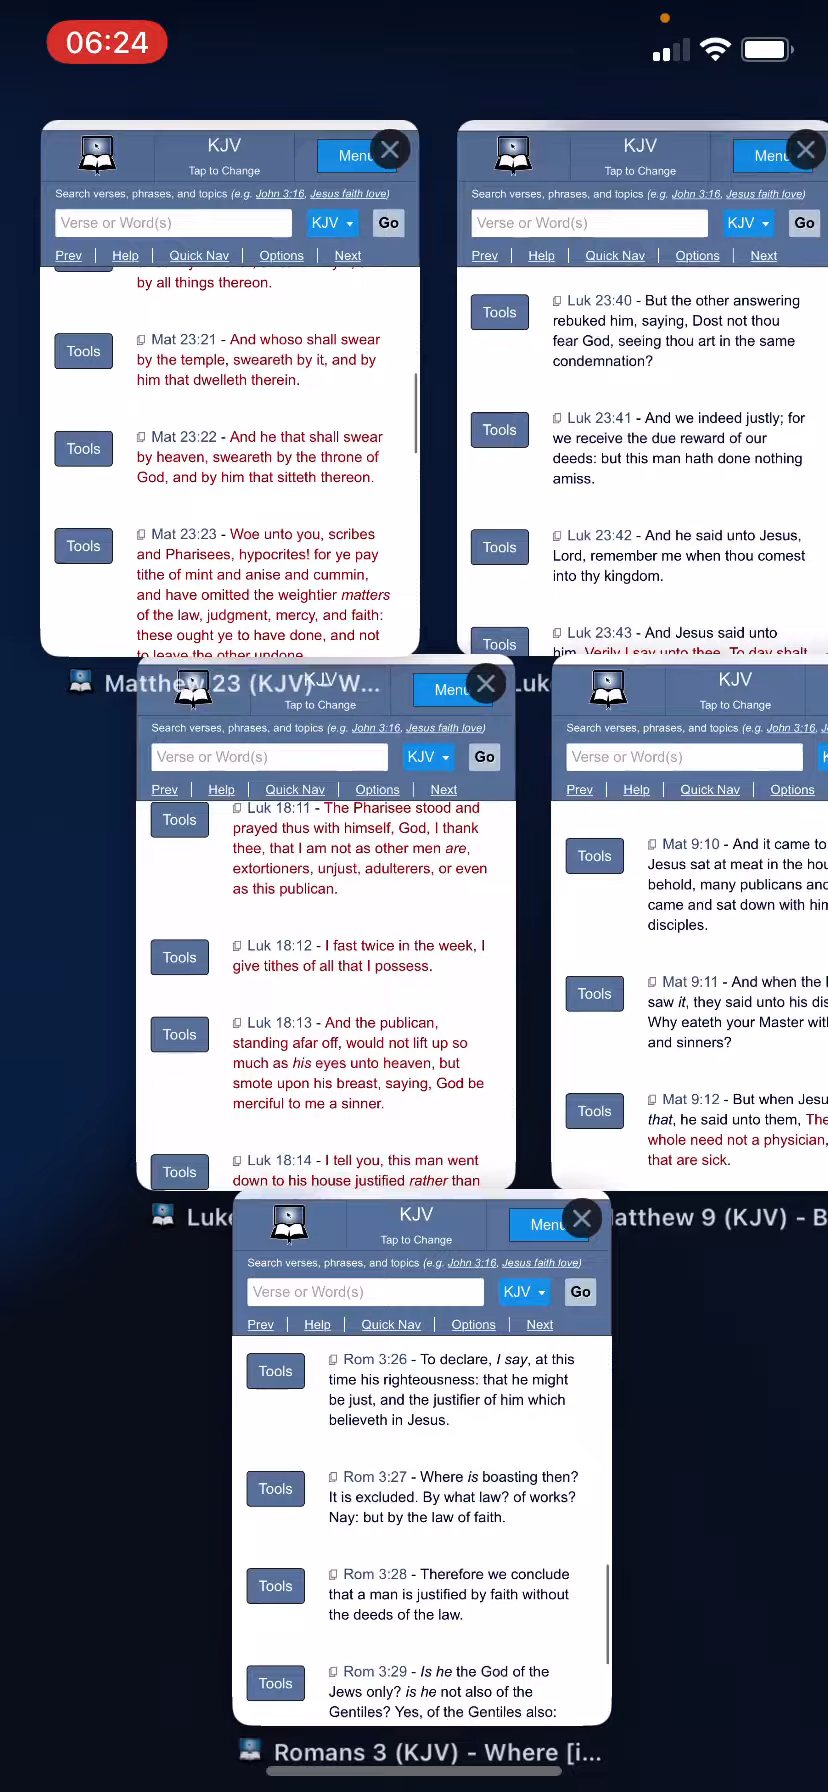 06:24
KJV
Tap to Change
Menu
Search verses, phrases, and topics (e.g. John 3:16, Jesus faith love)
Verse or Word(s)
KJV
Go
Prev
Help
Quick Nav
Options
Next
by all things thereon.
Tools
Mat 23:21 - And whoso shall swear
by the temple, sweareth by it, and by
him that dwelleth therein.
Tools
Mat 23:22 - And he that shall swear
by heaven, sweareth by the throne of
God, and by him that sitteth thereon.
Tools
Mat 23:23 - Woe unto you, scribes
and Pharisees, hypocrites! for ye pay
tithe of mint and anise and cummin,
and have omitted the weightier matters
of the law, judgment, mercy, and faith:
these ought ye to have done, and not
to leave the other undone.
Matthew 23 (KJV) - W...
KJV
Tap to Change
Menu
Search verses, phrases, and topics (e.g. John 3:16, Jesus faith love)
Verse or Word(s)
KJV
Go
Prev
Help
Quick Nav
Options
Next
Tools
Luk 23:40 - But the other answering
rebuked him, saying, Dost not thou
fear God, seeing thou art in the same
condemnation?
Tools
Luk 23:41 - And we indeed justly; for
we receive the due reward of our
deeds: but this man hath done nothing
amiss.
Tools
Luk 23:42 - And he said unto Jesus,
Lord, remember me when thou comest
into thy kingdom.
Tools
Luk 23:43 - And Jesus said unto
him, Verily I say unto thee, To day shalt
Luk
KJV
Tap to Change
Menu
Search verses, phrases, and topics (e.g. John 3:16, Jesus faith love)
Verse or Word(s)
KJV
Go
Prev
Help
Quick Nav
Options
Next
Tools
Luk 18:11 - The Pharisee stood and
prayed thus with himself, God, I thank
thee, that I am not as other men are,
extortioners, unjust, adulterers, or even
as this publican.
Tools
Luk 18:12 - I fast twice in the week, I
give tithes of all that I possess.
Tools
Luk 18:13 - And the publican,
standing afar off, would not lift up so
much as his eyes unto heaven, but
smote upon his breast, saying, God be
merciful to me a sinner.
Tools
Luk 18:14 - I tell you, this man went
down to his house justified rather than
Luke
KJV
Tap to Change
Search verses, phrases, and topics (e.g. John 3:16,
Verse or Word(s)
Prev
Help
Quick Nav
Options
Tools
Mat 9:10 - And it came to
Jesus sat at meat in the hou
behold, many publicans and
came and sat down with him
disciples.
Tools
Mat 9:11 - And when the
saw it, they said unto his dis
Why eateth your Master wit
and sinners?
Tools
Mat 9:12 - But when Jesu
that, he said unto them, The
whole need not a physician,
that are sick.
atthew 9 (KJV) - B
KJV
Tap to Change
Menu
Search verses, phrases, and topics (e.g. John 3:16, Jesus faith love)
Verse or Word(s)
KJV
Go
Prev
Help
Quick Nav
Options
Next
Tools
Rom 3:26 - To declare, I say, at this
time his righteousness: that he might
be just, and the justifier of him which
believeth in Jesus.
Tools
Rom 3:27 - Where is boasting then?
It is excluded. By what law? of works?
Nay: but by the law of faith.
Tools
Rom 3:28 - Therefore we conclude
that a man is justified by faith without
the deeds of the law.
Tools
Rom 3:29 - Is he the God of the
Jews only? is he not also of the
Gentiles? Yes, of the Gentiles also:
Romans 3 (KJV) - Where [i...